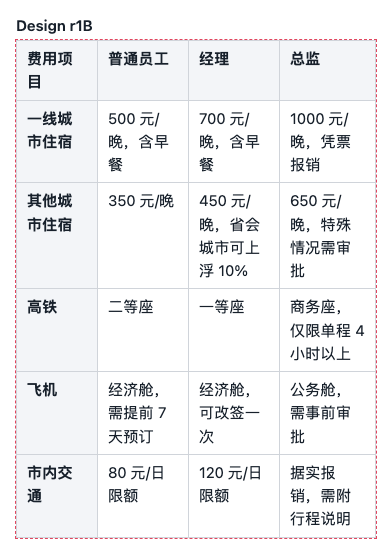 Design r1B
费用项
目
普通员工
经理
总监
一线城
市住宿
500 元/
晚，含早
餐
700 元/
晚，含早
餐
1000 元/
晚，凭票
报销
其他城
市住宿
350 元/晚
450 元/
晚，省会
城市可上
浮 10%
650 元/
晚，特殊
情况需审
批
高铁
二等座
一等座
商务座，
仅限单程 4
小时以上
飞机
经济舱，
需提前 7
天预订
经济舱，
可改签一
次
公务舱，
需事前审
批
市内交
通
80 元/日
限额
120 元/日
限额
据实报
销，需附
行程说明